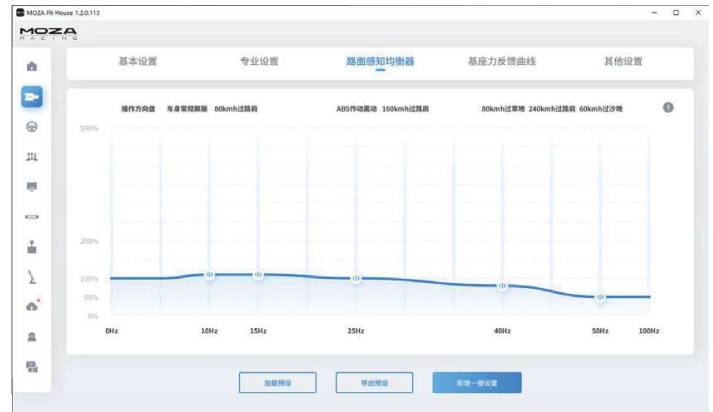 MOZA Pit House 1.2.0.113
MOZA
RACING
基本设置 专业设置 路面感知均衡器 基座力反馈曲线 其他设置
操作方向盘 车身常规颠簸 80kmh过路肩 ABS作动震动 160kmh过路肩 80kmh过草地 240kmh过路肩 60kmh过沙地
500%
200%
100%
50%
0%
0Hz 10Hz 15Hz 25Hz 40Hz 50Hz 100Hz
加载预设 导出预设 新增一键设置